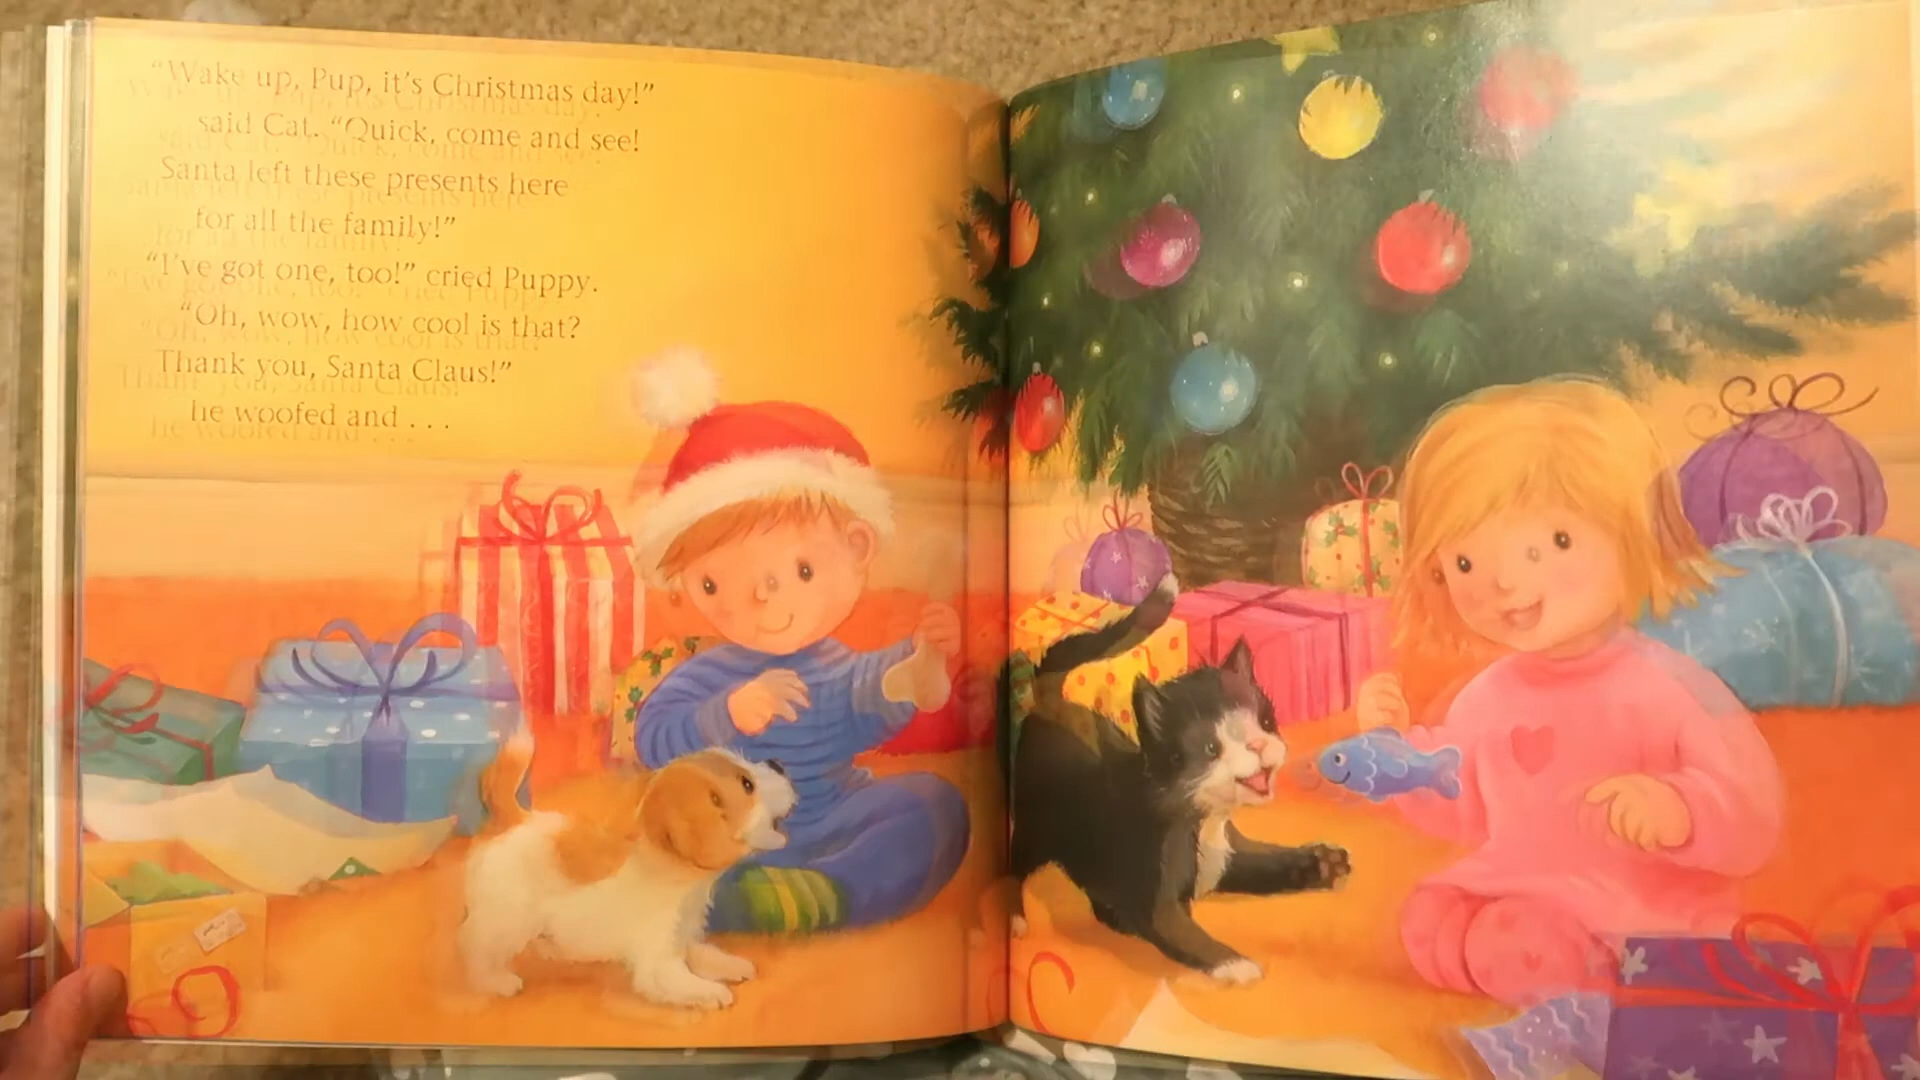 “Wake up, Pup, it's Christmas day!”
said Cat. “Quick, come and see!
Santa left these presents here
for all the family!”
“I've got one, too!” cried Puppy.
“Oh, wow, how cool is that?
Thank you, Santa Claus!”
he woofed and . . .